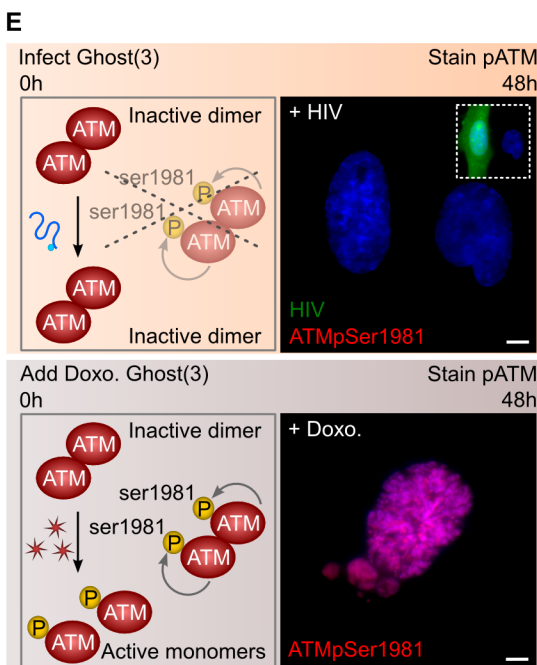 E
Infect Ghost(3) Stain pATM
0h 48h
Inactive dimer
ATM
ATM
ser1981
P
ser1981
P
ATM
ATM
ATM
ATM
Inactive dimer
+ HIV
HIV
ATMpSer1981
Add Doxo. Ghost(3) Stain pATM
0h 48h
Inactive dimer
ATM
ATM
ser1981
P
ser1981
P
ATM
ATM
P
ATM
P
ATM
Active monomers
+ Doxo.
ATMpSer1981